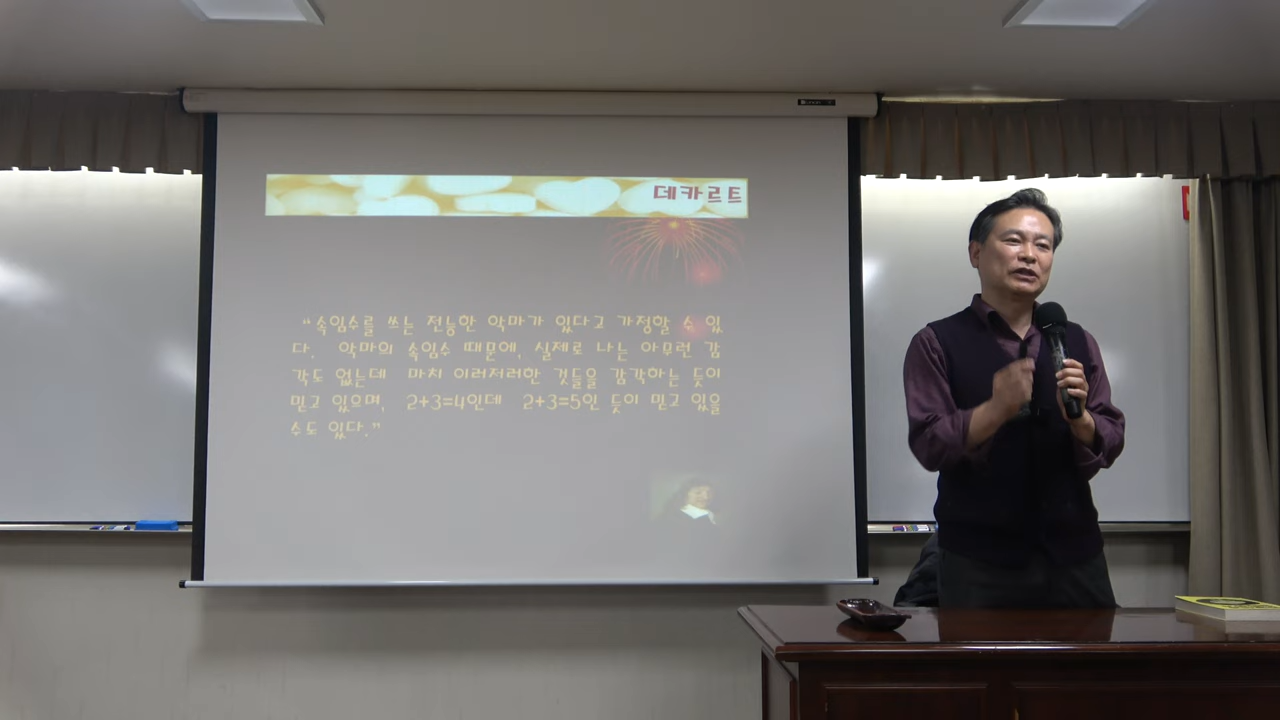 데카르트
“속임수를 쓰는 전능한 악마가 있다고 가정할 수 있
다. 악마의 속임수 때문에, 실제로 나는 아무런 감
각도 없는데 마치 이러저러한 것들을 감각하는 듯이
믿고 있으며, 2+3=4인데 2+3=5인 듯이 믿고 있을
수도 있다.”